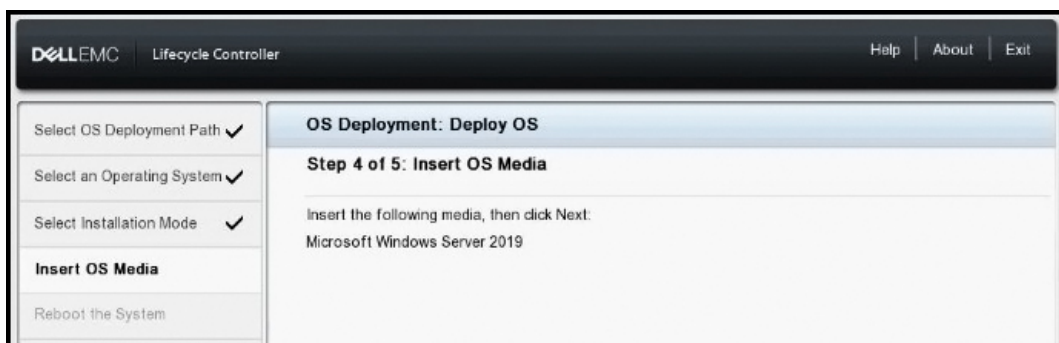 DELLEMC Lifecycle Controller
Help | About | Exit
Select OS Deployment Path ✓
Select an Operating System ✓
Select Installation Mode ✓
Insert OS Media
Reboot the System
OS Deployment: Deploy OS
Step 4 of 5: Insert OS Media
Insert the following media, then click Next:
Microsoft Windows Server 2019